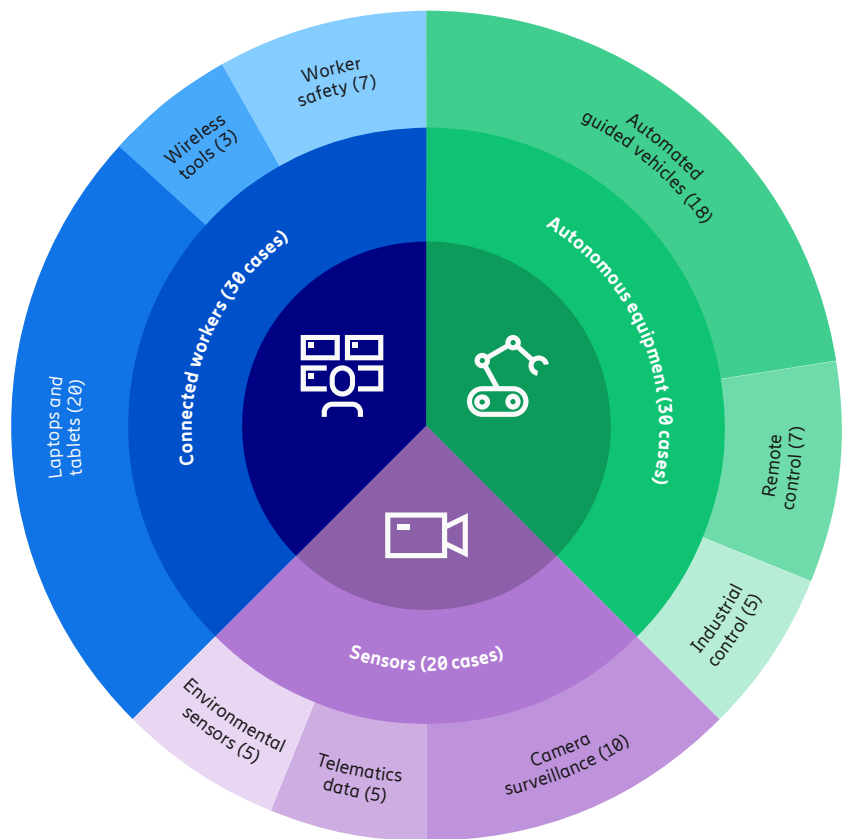 Worker
safety (7)
Wireless
tools (3)
Laptops and
tablets (20)
Connected workers (30 cases)
Automated
guided vehicles (18)
Autonomous equipment (30 cases)
Remote
control (7)
Industrial
control (5)
Sensors (20 cases)
Environmental
sensors (5)
Telematics
data (5)
Camera
surveillance (10)